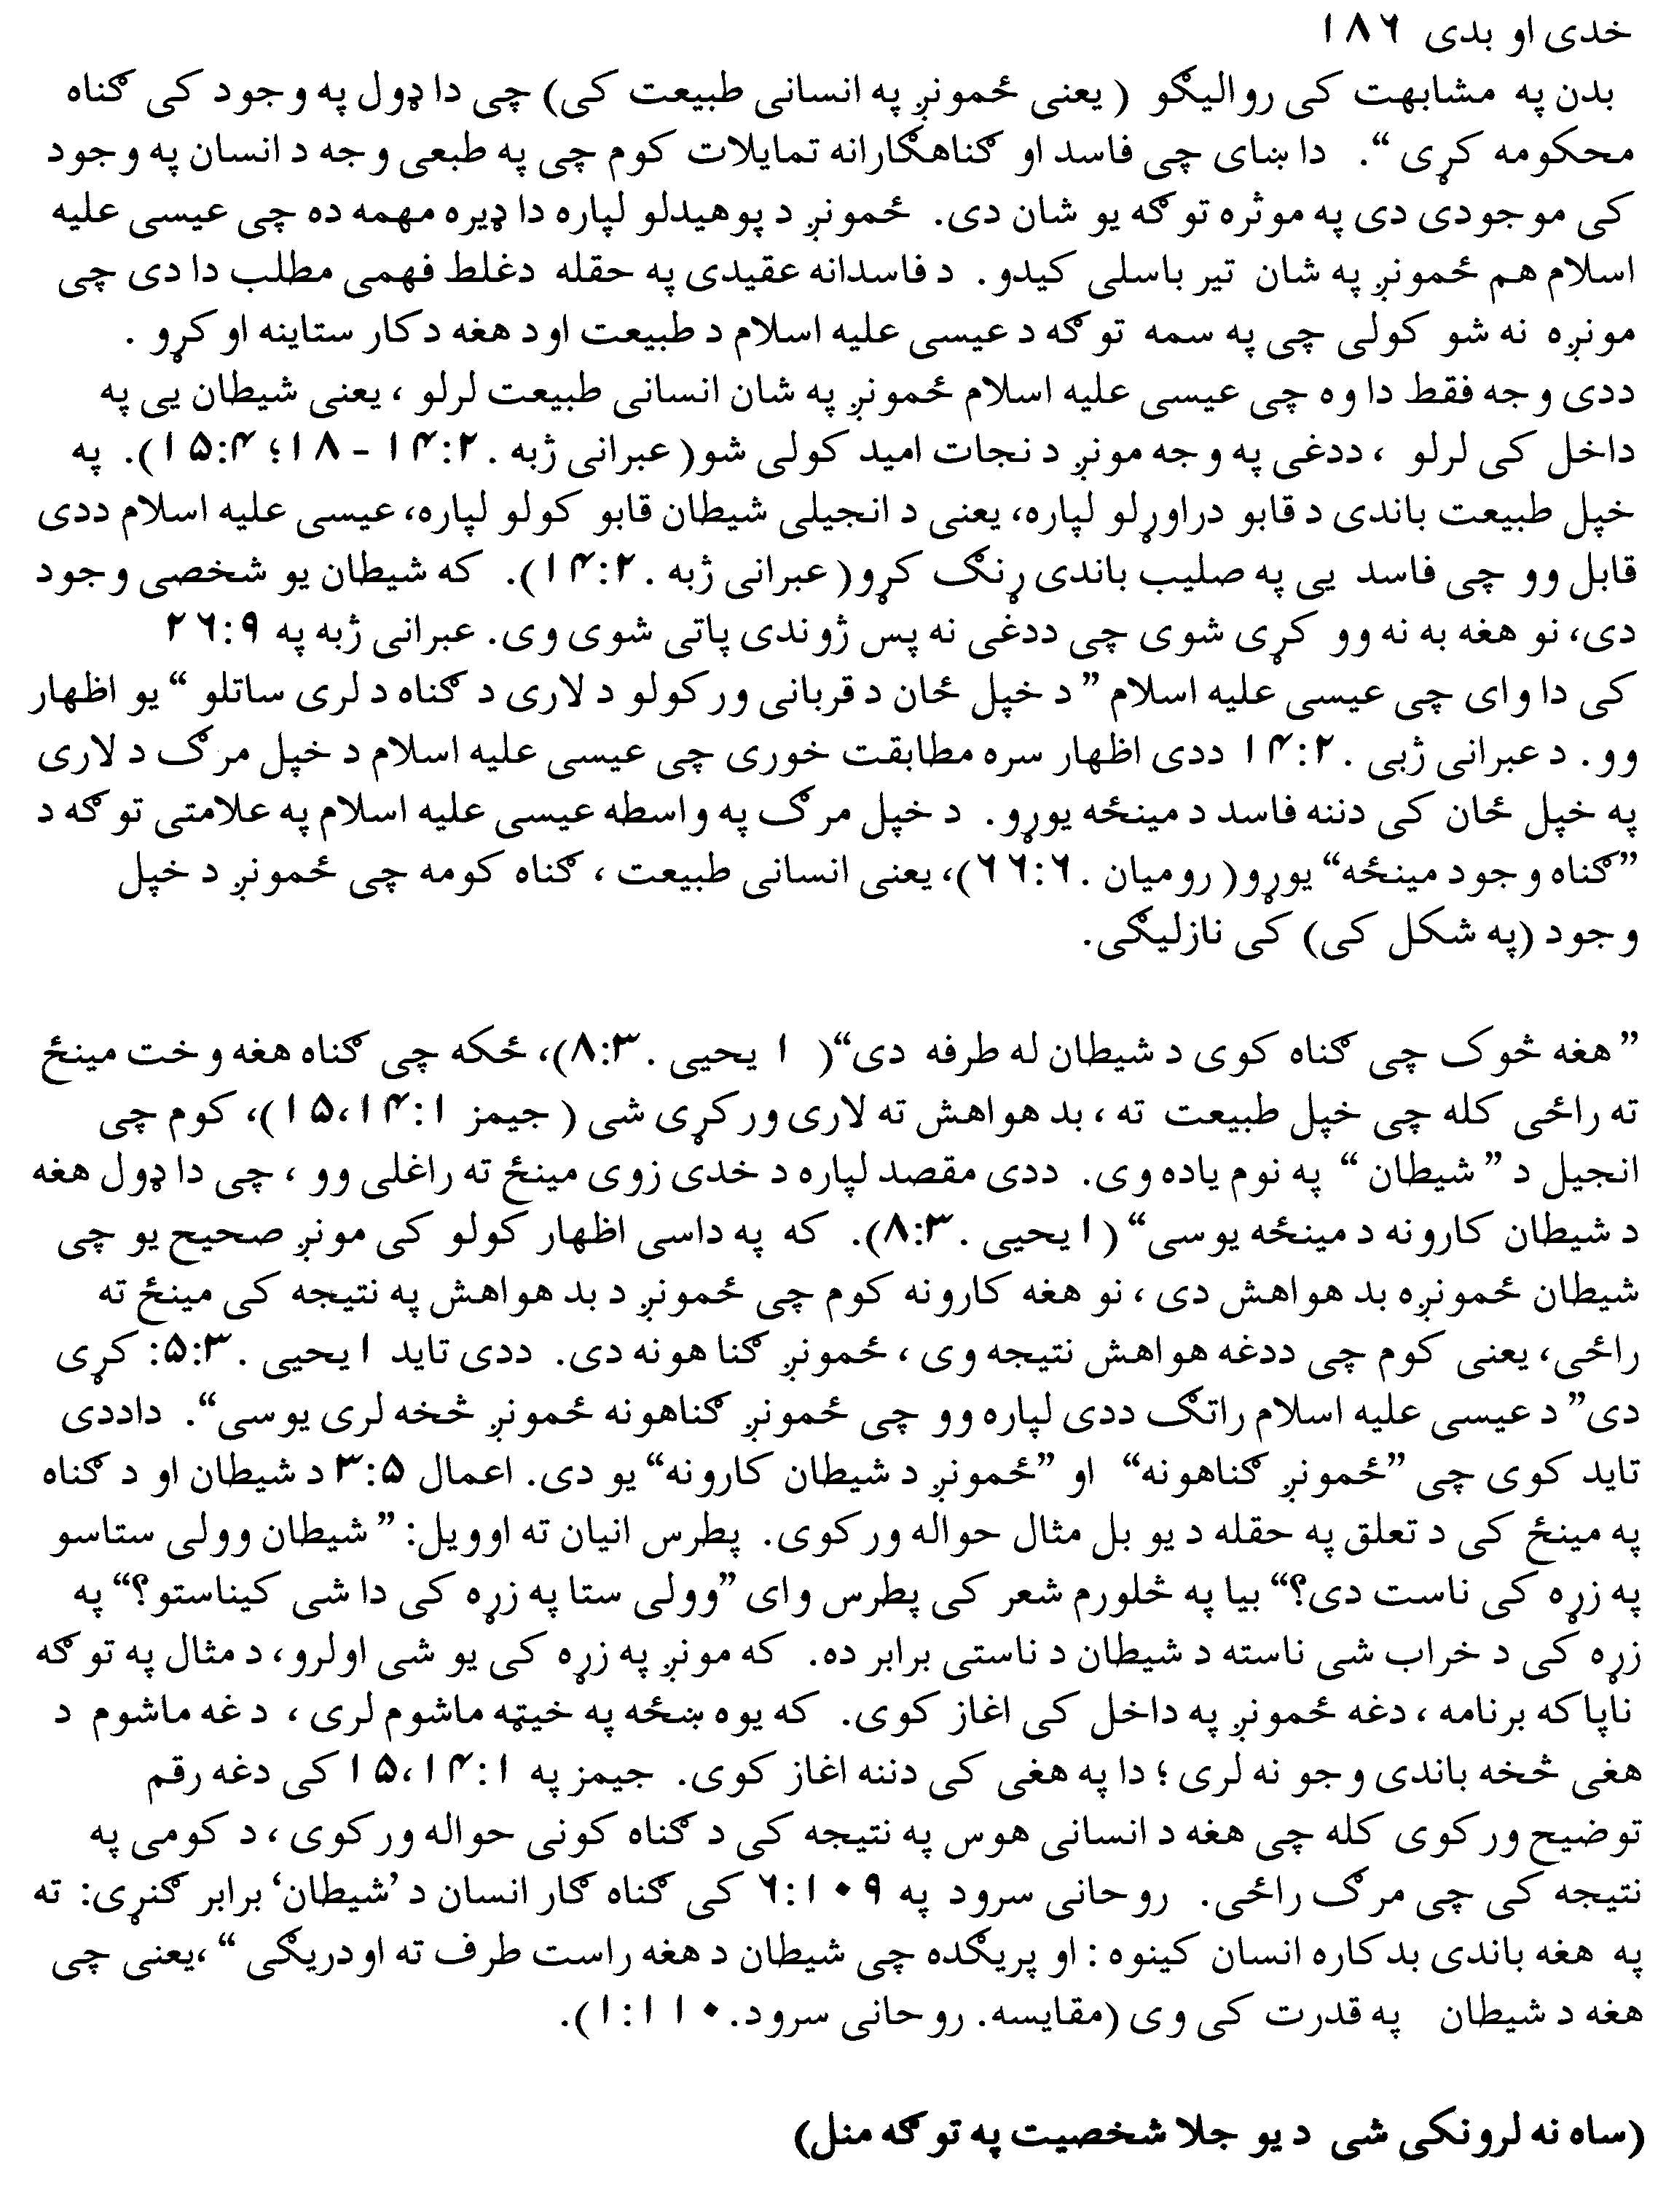 خدی او بدی ۱۸۶
بدن په مشابهت کی روالیګو (یعنی ځمونږ په انسانی طبیعت کی) چی دا ډول په وجود کی ګناه
محکومه کړی“. دا ښای چی فاسد او ګناهګارانه تمایلات کوم چی په طبعی وجه د انسان په وجود
کی موجودی دی په موثره توګه یو شان دی. ځمونږ د پوهیدلو لپاره دا ډیره مهمه ده چی عیسی علیه
اسلام هم ځمونږ په شان تیر باسلی کیدو. د فاسدانه عقیدی په حقله دغلط فهمی مطلب دا دی چی
مونږه نه شو کولی چی په سمه توګه د عیسی علیه اسلام د طبیعت اود هغه دکار ستاینه او کړو.
ددی وجه فقط دا وه چی عیسی علیه اسلام ځمونږ په شان انسانی طبیعت لرلو، یعنی شیطان یی په
داخل کی لرلو، ددغی په وجه مونږ د نجات امید کولی شو(عبرانی ژبه .۱۴:۲ - ۱۸؛ ۱۵:۴). په
خپل طبیعت باندی د قابو دراوړلو لپاره، یعنی د انجیلی شیطان قابو کولو لپاره، عیسی علیه اسلام ددی
قابل وو چی فاسد یی په صلیب باندی ړنګ کړو(عبرانی ژبه .۱۴:۲). که شیطان یو شخصی وجود
دی، نو هغه به نه وو کړی شوی چی ددغی نه پس ژوندی پاتی شوی وی. عبرانی ژبه په ۲۶:۹
کی دا وای چی عیسی علیه اسلام ”د خپل ځان د قربانی ورکولو د لاری د ګناه د لری ساتلو“ یو اظهار
وو. د عبرانی ژبی .۱۴:۲ ددی اظهار سره مطابقت خوری چی عیسی علیه اسلام د خپل مرګ د لاری
په خپل ځان کی دننه فاسد د مینځه یوړو. د خپل مرګ په واسطه عیسی علیه اسلام په علامتی توګه د
”ګناه وجود مینځه“ یوړو(رومیان .۶۶:۶)، یعنی انسانی طبیعت، ګناه کومه چی ځمونږ د خپل
وجود (په شکل کی) کی نازلیګی.
”هغه څوک چی ګناه کوی د شیطان له طرفه دی“( ۱ یحیی .۸:۳)، ځکه چی ګناه هغه وخت مینځ
ته راځی کله چی خپل طبیعت ته، بد هواهش ته لاری ورکړی شی (جیمز ۱۵،۱۴:۱)، کوم چی
انجیل د ”شیطان“ په نوم یاده وی. ددی مقصد لپاره د خدی زوی مینځ ته راغلی وو، چی دا ډول هغه
د شیطان کارونه د مینځه یوسی“ (۱ یحیی .۸:۳). که په داسی اظهار کولو کی مونږ صحیح یو چی
شیطان ځمونږه بد هواهش دی، نو هغه کارونه کوم چی ځمونږ د بد هواهش په نتیجه کی مینځ ته
راځی، یعنی کوم چی ددغه هواهش نتیجه وی، ځمونږ ګناهونه دی. ددی تاید ۱ یحیی .۵:۳: کړی
دی” د عیسی علیه اسلام راتګ ددی لپاره وو چی ځمونږ ګناهونه ځمونږ څخه لری یوسی“. داددی
تاید کوی چی ”ځمونږ ګناهونه“ او ”ځمونږ د شیطان کارونه“ یو دی. اعمال ۳:۵ د شیطان او د ګناه
په مینځ کی د تعلق په حقله د یو بل مثال حواله ورکوی. پطرس انیان ته اوویل: ”شیطان وولی ستاسو
په زړه کی ناست دی؟“ بیا په څلورم شعر کی پطرس وای ”وولی ستا په زړه کی دا شی کیناستو؟“ په
زړه کی د خراب شی ناسته د شیطان د ناستی برابر ده. که مونږ په زړه کی یو شی اولرو، د مثال په توګه
ناپاکه برنامه، دغه ځمونږ په داخل کی اغاز کوی. که یوه ښځه په خیټه ماشوم لری، دغه ماشوم د
هغی څخه باندی وجو نه لری؛ دا په هغی کی دننه اغاز کوی. جیمز په ۱۵،۱۴:۱ کی دغه رقم
توضیح ورکوی کله چی هغه د انسانی هوس په نتیجه کی د ګناه کونی حواله ورکوی، د کومی په
نتیجه کی چی مرګ راځی. روحانی سرود په ۶:۱۰۹ کی ګناه ګار انسان د ’شیطان‘ برابر ګنړی: ته
په هغه باندی بدکاره انسان کینوه: او پریګده چی شیطان د هغه راست طرف ته اودریګی“،یعنی چی
هغه د شیطان په قدرت کی وی (مقایسه. روحانی سرود.۱:۱۱۰).
(ساه نه لرونکی شی د یو جلا شخصیت په توګه منل)